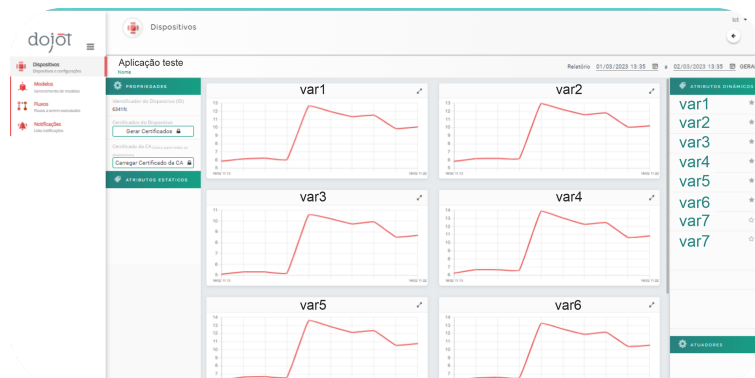 dojot
Dispositivos
Dispositivos
Dispositivos e configurações
Modelos
Gerenciamento de modelos
Fluxos
Fluxos a serem executados
Notificações
Lista notificações
Aplicação teste
Nome
Relatório 01/03/2023 13:35 a 02/03/2023 13:35 GERA
PROPRIEDADES
Identificador do Dispositivo (ID)
Certificados do Dispositivo
Gerar Certificados
Certificado da CA
Carregar Certificado da CA
ATRIBUTOS ESTÁTICOS
var1
var2
var3
var4
var5
var6
ATRIBUTOS DINÂMICOS
var1
var2
var3
var4
var5
var6
var7
var7
ATUADORES